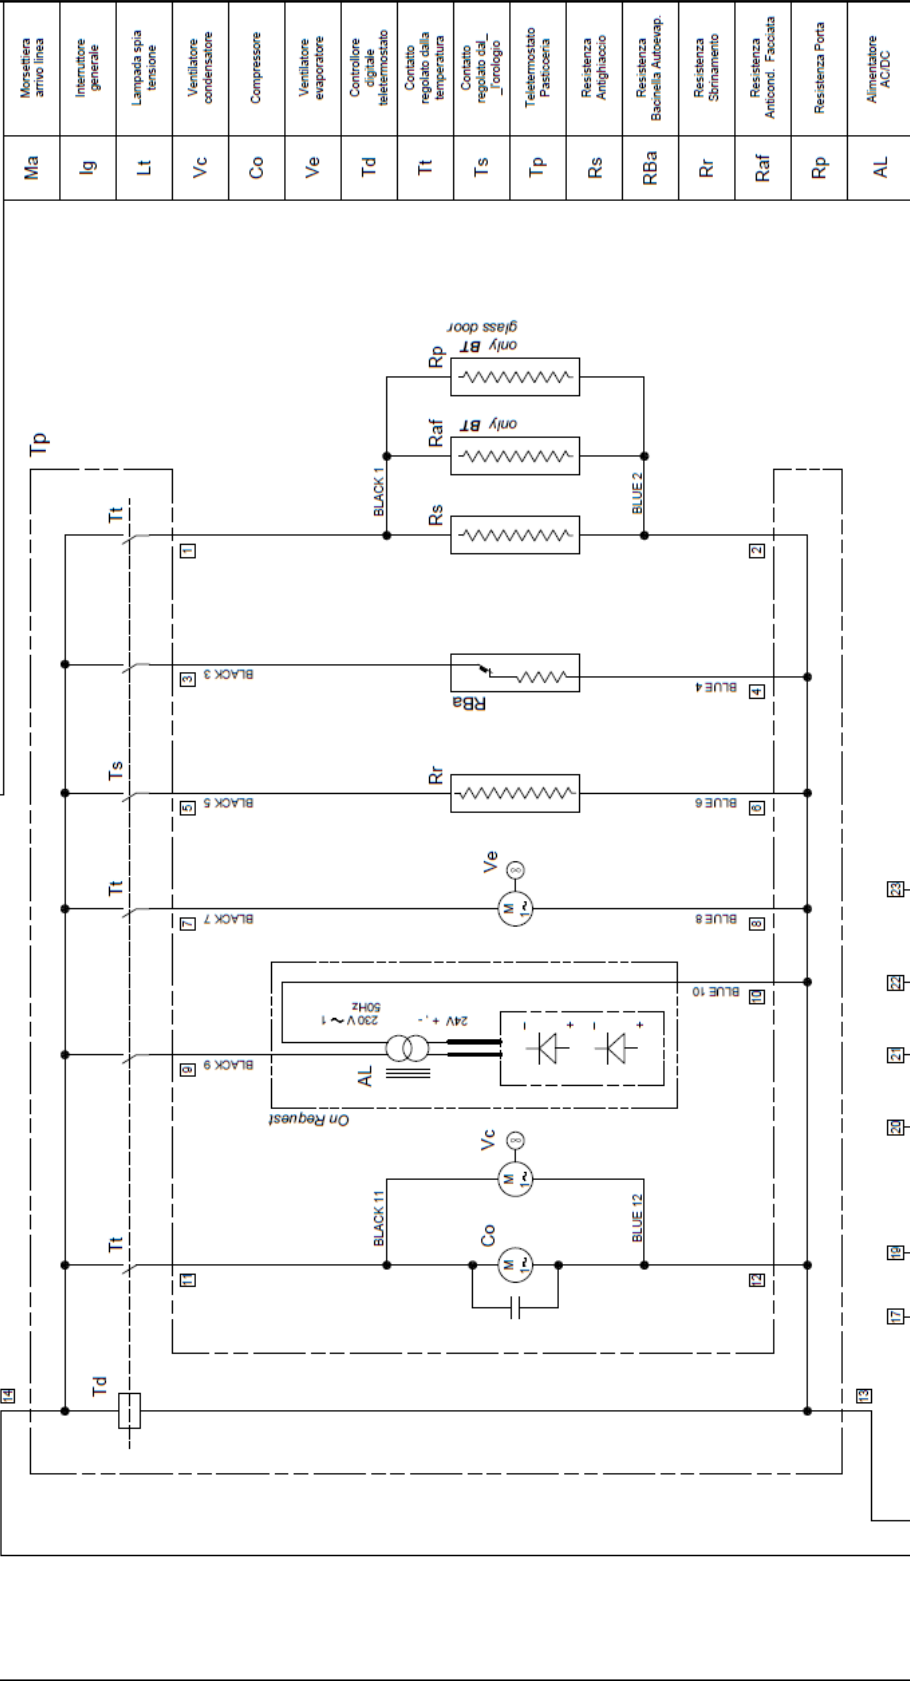 Morsettiera
arrivo linea
Ma
Interruttore
generale
Ig
Lampada spia
tensione
Lt
Ventilatore
condensatore
Vc
Compressore
Co
Ventilatore
evaporatore
Ve
Controllore
digitale
teletermostato
Td
Contatto
regolato dalla
temperatura
Tt
Contatto
regolato dal_
_l'orologio
Ts
Teletermostato
Pasticceria
Tp
Resistenza
Antighiaccio
Rs
Resistenza
Bacinella Autoevap.
RBa
Resistenza
Sbrinamento
Rr
Resistenza
Anticond. Facciata
Raf
Resistenza Porta
Rp
Alimentatore
AC/DC
AL
Tp
glass door
only BT
Rp
only BT
Raf
BLACK 1
BLUE 2
Rs
Tt
1
2
3
BLACK 3
RBa
BLUE 4
4
Ts
5
BLACK 5
Rr
BLUE 6
6
Tt
7
BLACK 7
Ve
M
1~
BLUE 8
8
9
BLACK 9
On Request
AL
230 V ~ 1
50Hz
24V + , -
-
+
-
+
BLUE 10
10
Tt
11
BLACK 11
Vc
M
1~
Co
M
1~
BLUE 12
12
14
Td
13
23
22
21
20
19
17